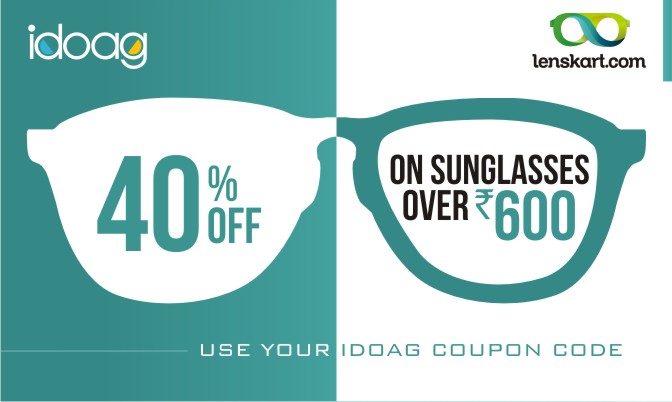 idoag
lenskart.com
40%
OFF
ON SUNGLASSES
OVER ₹600
USE YOUR IDOAG COUPON CODE